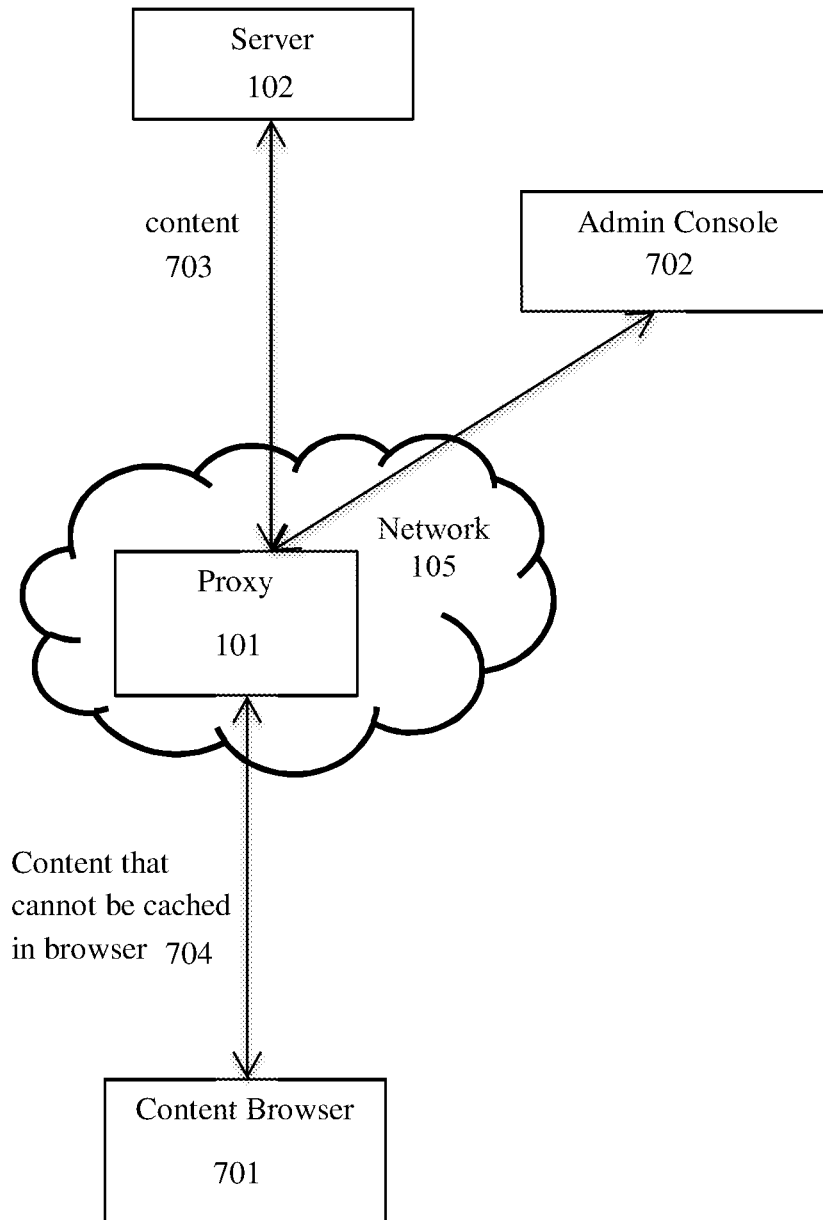 Server
102
content
703
Admin Console
702
Network
105
Proxy
101
Content that
cannot be cached
in browser 704
Content Browser
701